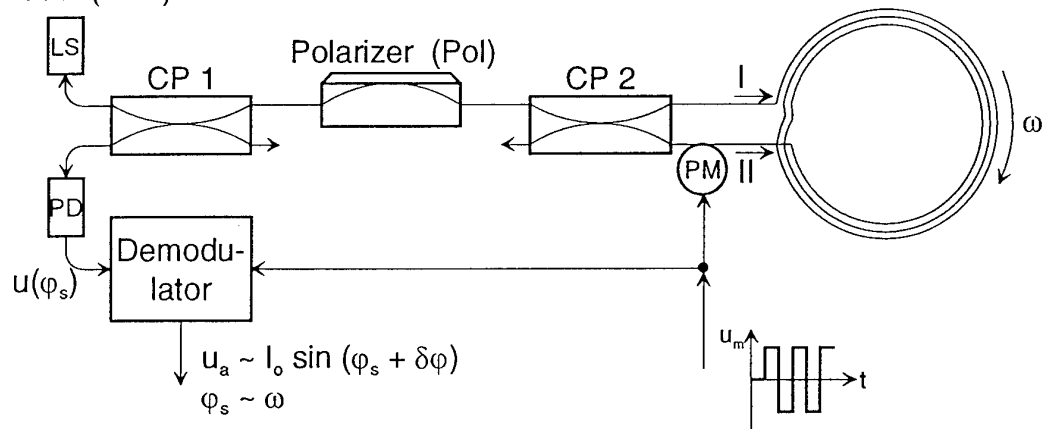 LS
CP 1
Polarizer (Pol)
CP 2
I
II
ω
PM
PD
u(φₛ)
Demodu-
lator
uₐ ~ Iₒ sin (φₛ + δφ)
φₛ ~ ω
uₘ
t